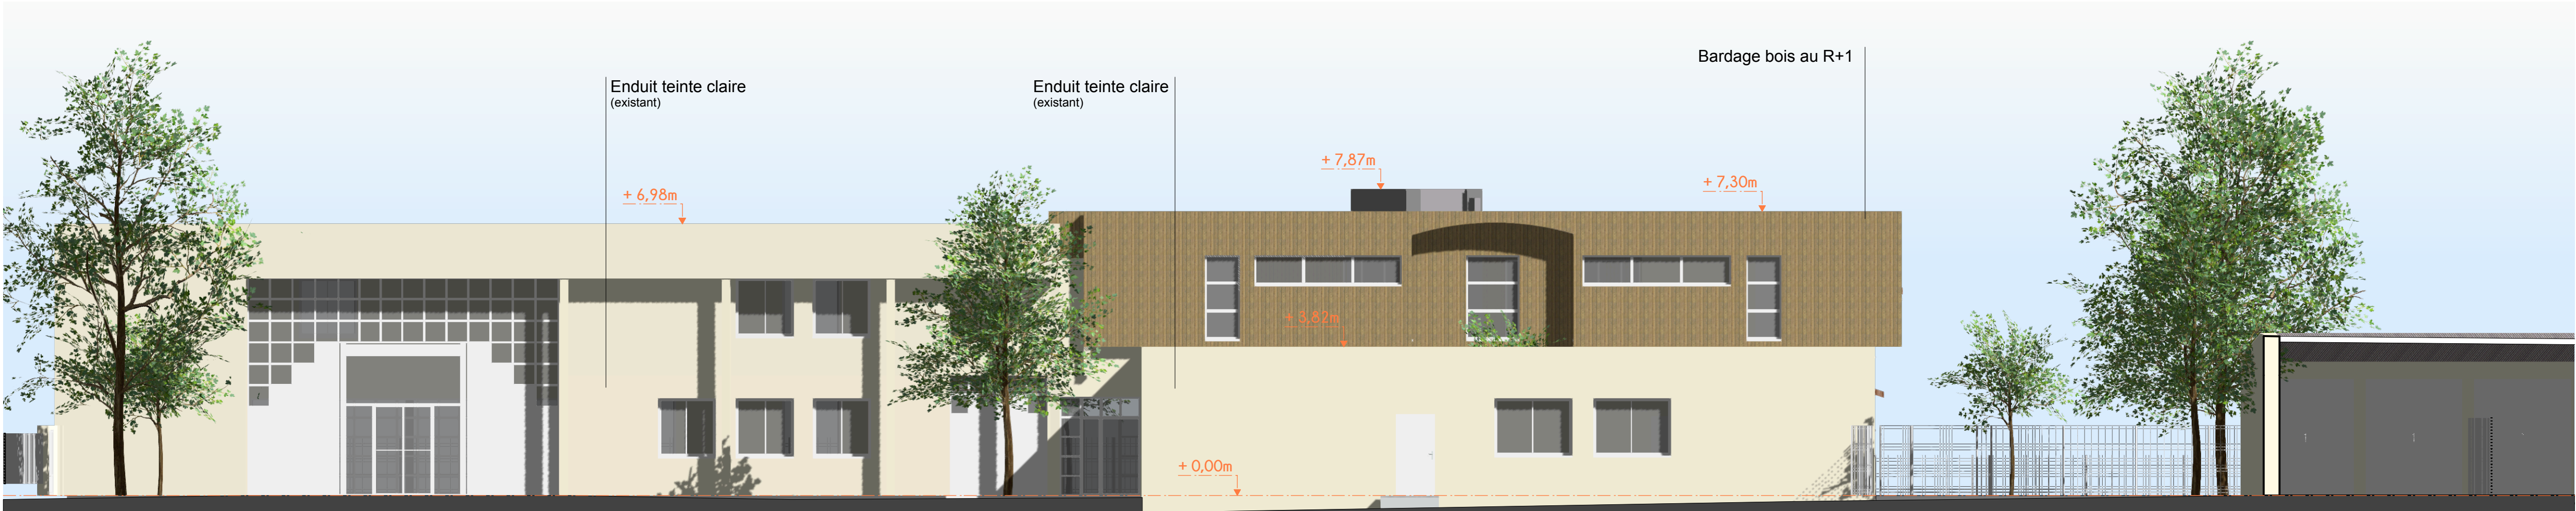 Bardage bois au R+1
Enduit teinte claire
(existant)
Enduit teinte claire
(existant)
+ 7,87m
+ 7,30m
+ 6,98m
+ 3,82m
+ 0,00m